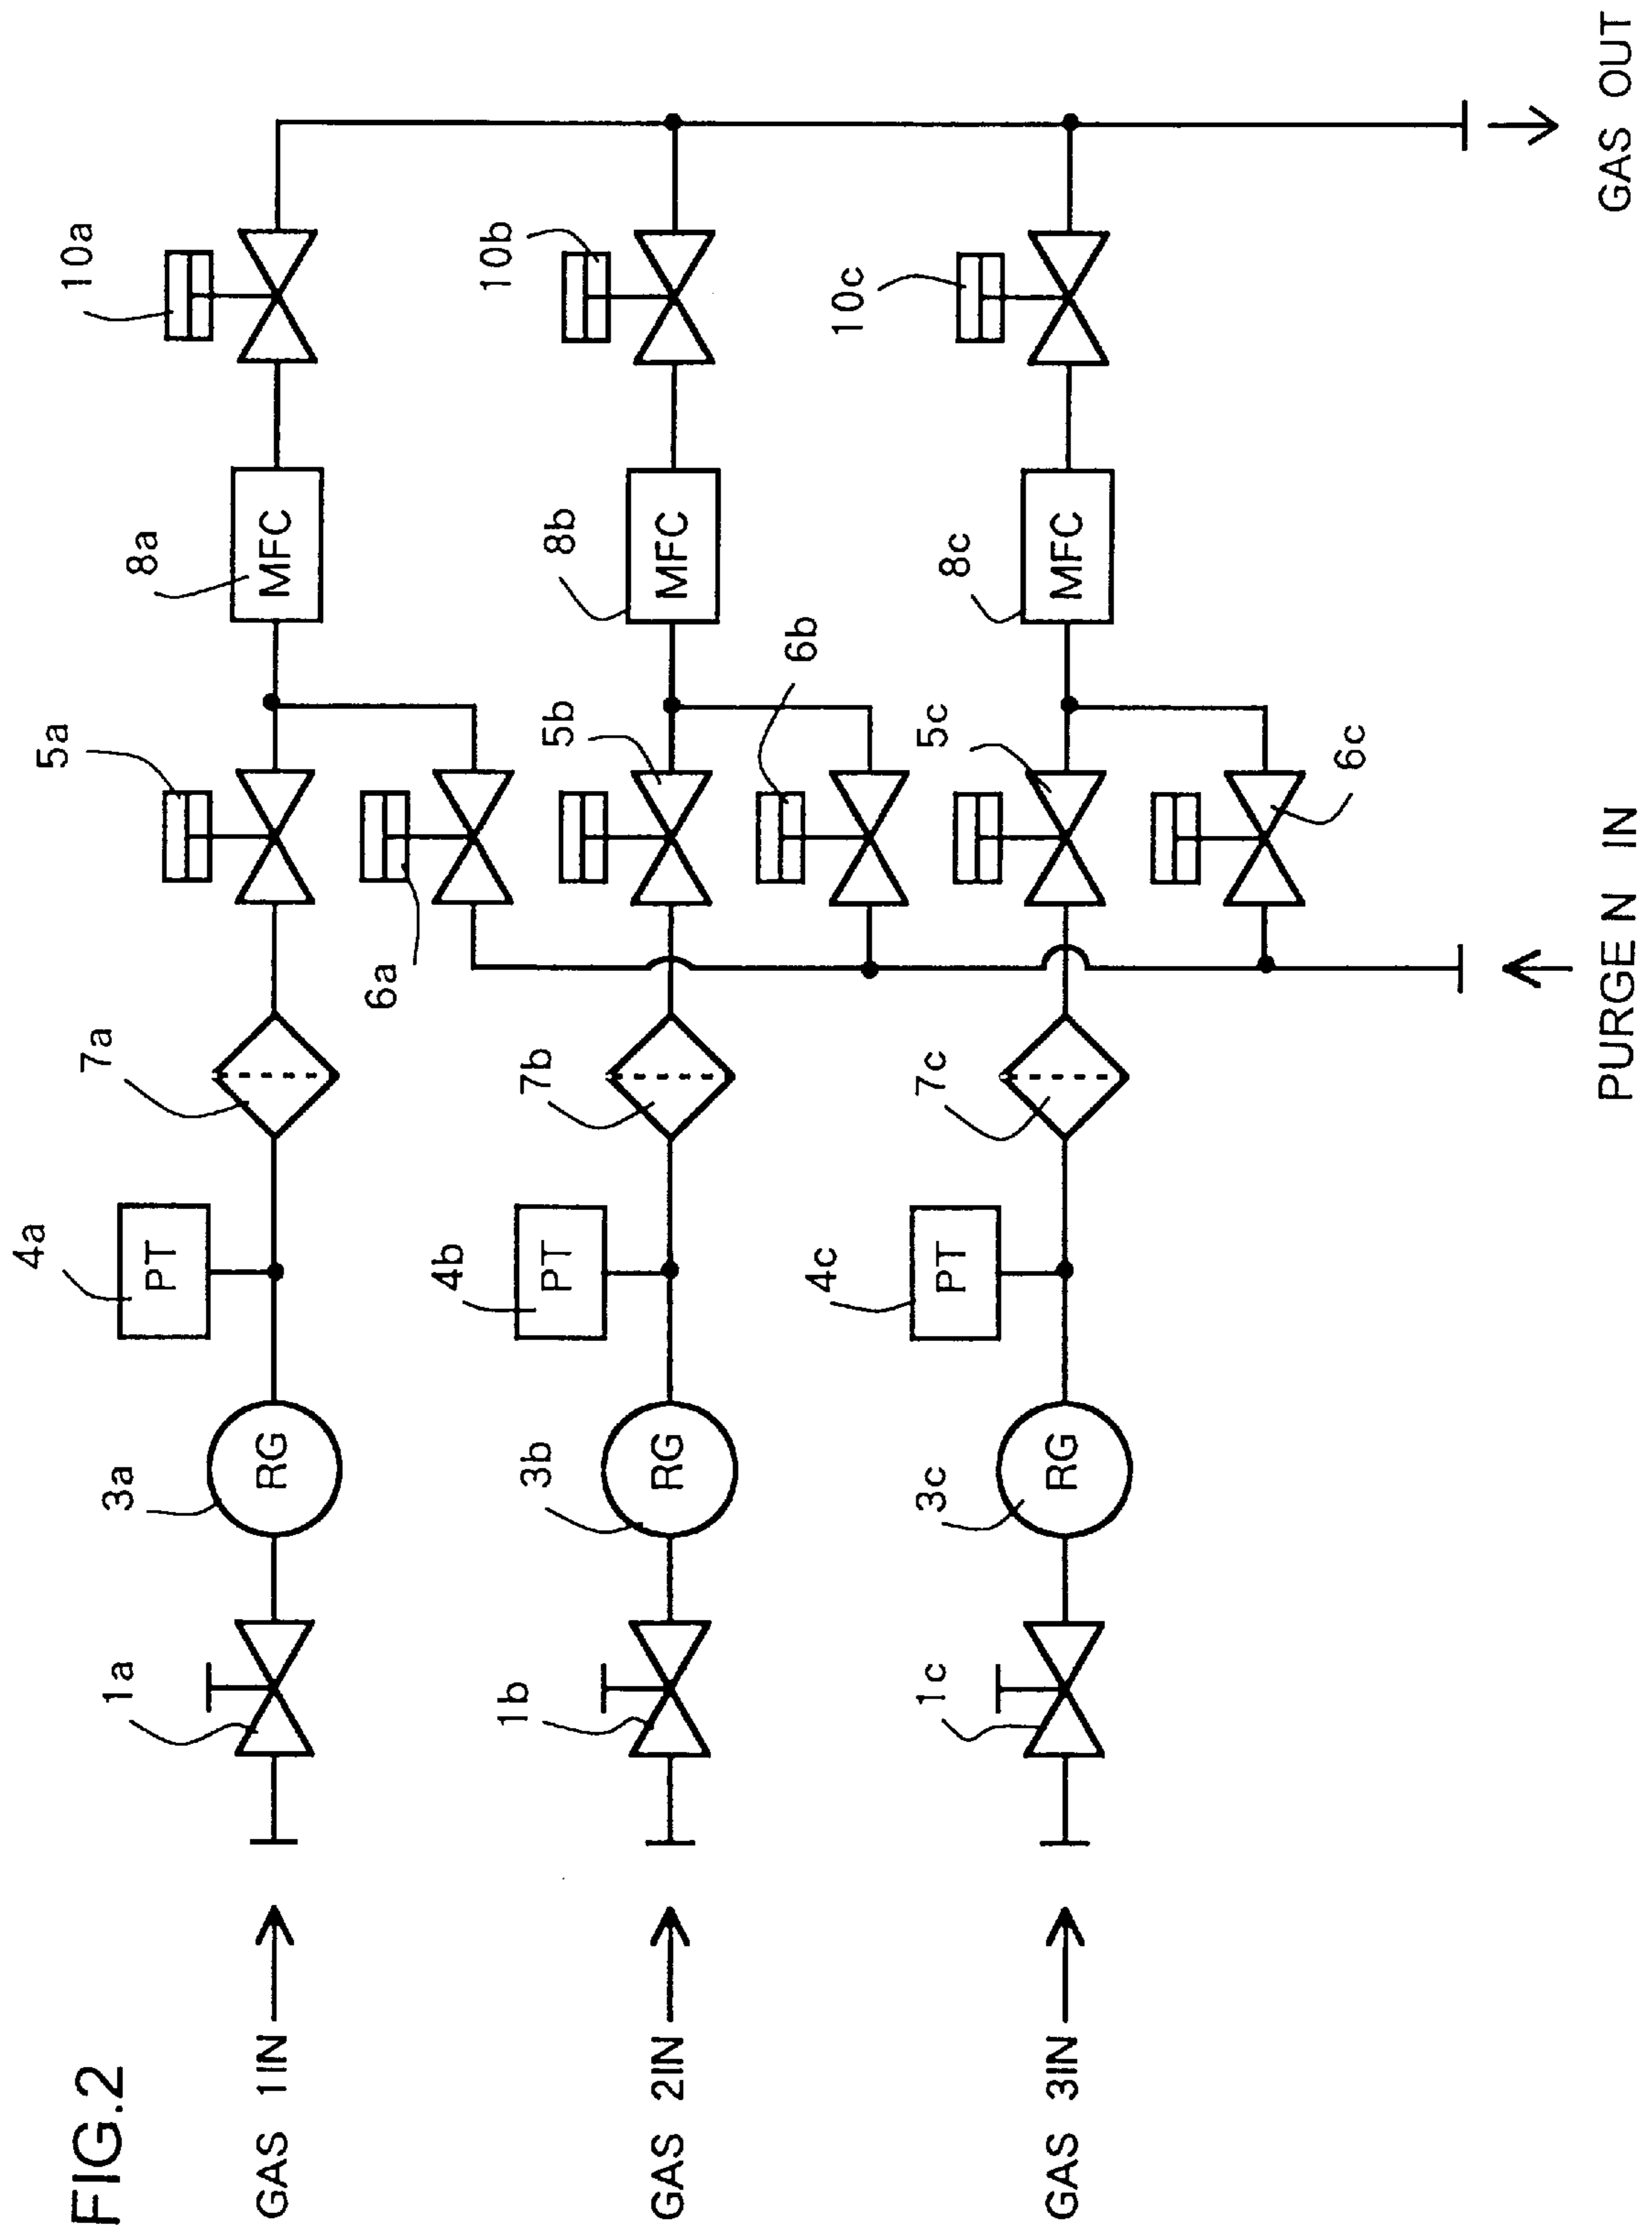 FIG.2
GAS 1IN
1a
3a
RG
4a
PT
7a
5a
6a
8a
MFC
10a
GAS 2IN
1b
3b
RG
4b
PT
7b
5b
6b
8b
MFC
10b
GAS 3IN
1c
3c
RG
4c
PT
7c
5c
6c
8c
MFC
10c
PURGE N IN
GAS OUT